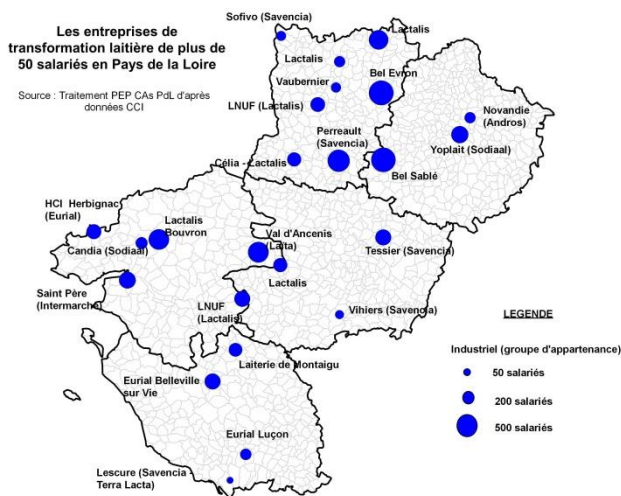 Les entreprises de
transformation laitière de plus de
50 salariés en Pays de la Loire
Source : Traitement PEP CAs PdL d'après
données CCI
Sofivo (Savencia)
Lactalis
Lactalis
Vaubernier
Bel Evron
LNUF (Lactalis)
Novandie
(Andros)
Perreault
(Savencia)
Yoplait (Sodiaal)
Célia - Lactalis
Bel Sablé
HCI Herbignac
(Eurial)
Lactalis
Bouvron
Val d'Ancenis
(Laïta)
Candia (Sodiaal)
Tessier (Savencia)
Lactalis
Saint Père
(Intermarché)
LNUF
(Lactalis)
Vihiers (Savencia)
LEGENDE
Laiterie de Montaigu
Industriel (groupe d'appartenance)
Eurial Belleville
sur Vie
50 salariés
200 salariés
500 salariés
Eurial Luçon
Lescure (Savencia -
Terra Lacta)